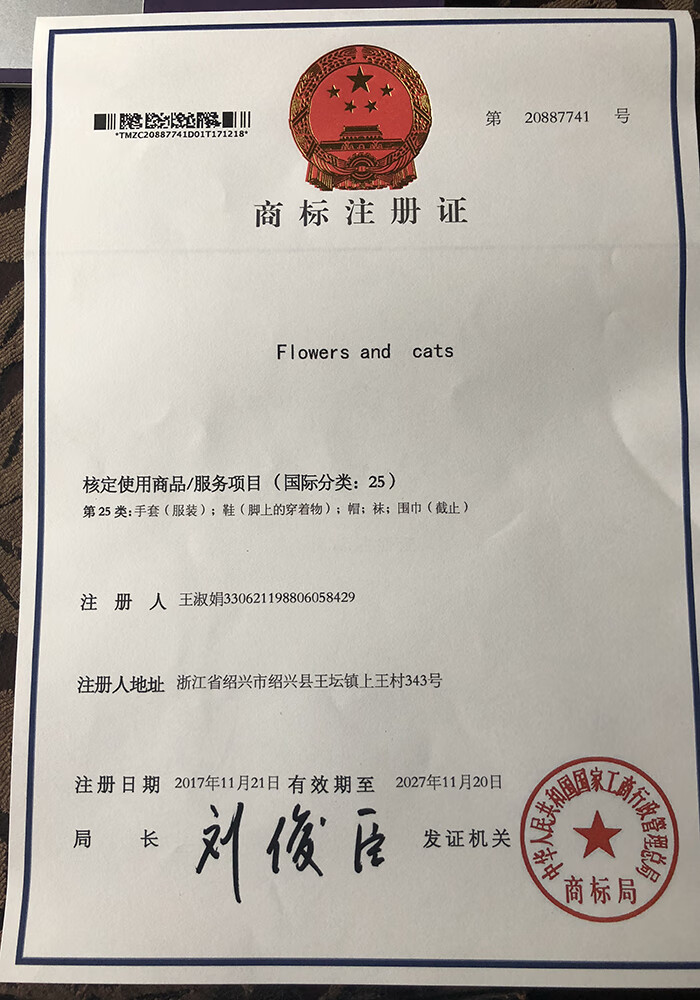 *TMZC20887741D01T171218*
第 20887741 号
商标注册证
Flowers and cats
核定使用商品/服务项目（国际分类：25）
第25类：手套（服装）；鞋（脚上的穿着物）；帽；袜；围巾（截止）
注 册 人 王淑娟330621198806058429
注册人地址 浙江省绍兴市绍兴县王坛镇上王村343号
注册日期 2017年11月21日 有效期至 2027年11月20日
局 长 刘俊臣 发证机关
中华人民共和国国家工商行政管理总局
商标局